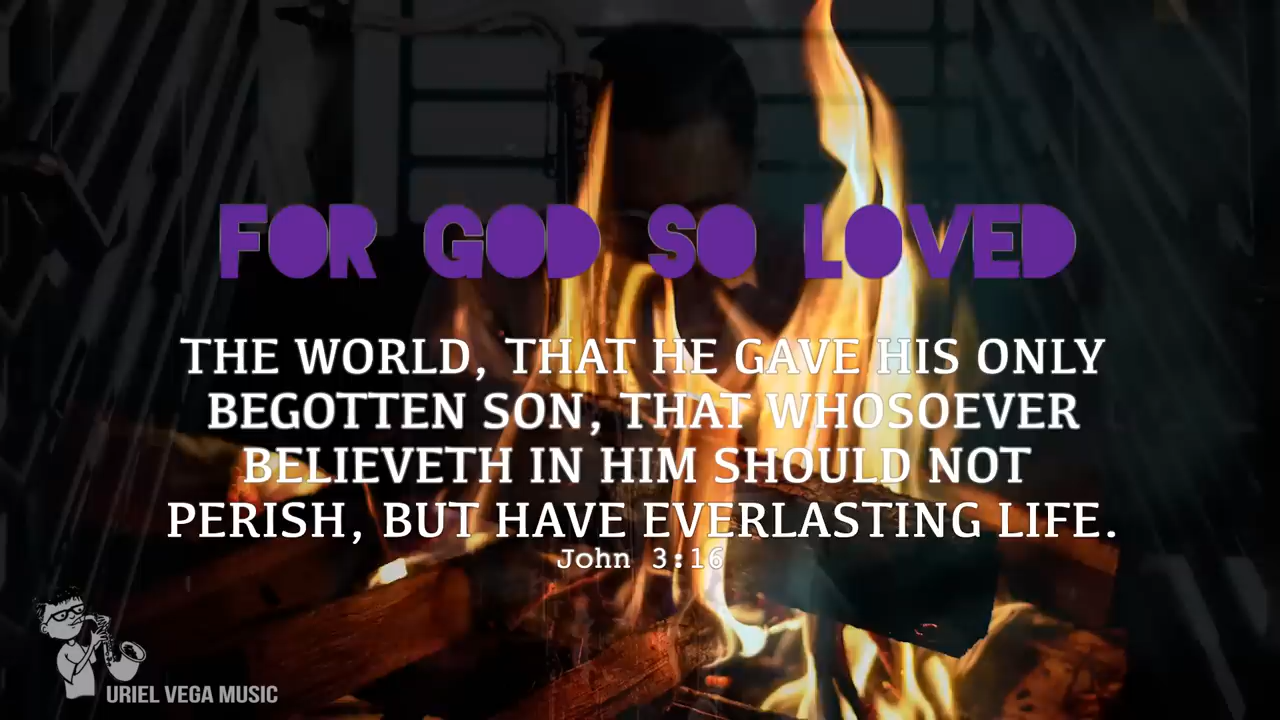 FOR GOD SO LOVED
THE WORLD, THAT HE GAVE HIS ONLY
BEGOTTEN SON, THAT WHOSOEVER
BELIEVETH IN HIM SHOULD NOT
PERISH, BUT HAVE EVERLASTING LIFE.
John 3:16
URIEL VEGA MUSIC